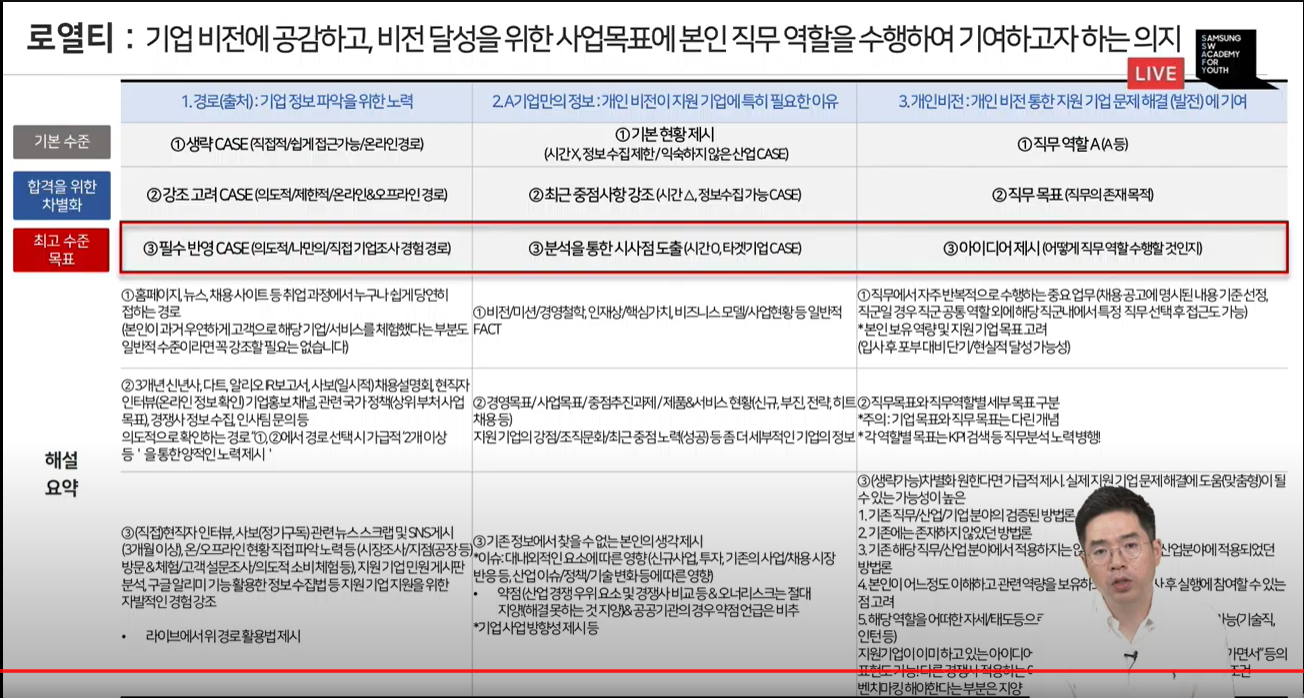 로열티 : 기업 비전에 공감하고, 비전 달성을 위한 사업목표에 본인 직무 역할을 수행하여 기여하고자 하는 의지
SAMSUNG
SW
ACADEMY
FOR
YOUTH
LIVE
1. 경로(출처) : 기업 정보 파악을 위한 노력
2. A기업만의 정보 : 개인 비전이 지원 기업에 특히 필요한 이유
3. 개인비전 : 개인 비전 통한 지원 기업 문제 해결 (발전) 에 기여
기본 수준
① 생략 CASE (직접적/쉽게 접근가능/온라인경로)
① 기본 현황 제시
(시간 X, 정보 수집 제한 / 익숙하지 않은 산업 CASE)
① 직무 역할 A (A 등)
합격을 위한
차별화
② 강조 고려 CASE (의도적/제한적/온라인&오프라인 경로)
② 최근 중점사항 강조 (시간 △, 정보수집 가능 CASE)
② 직무 목표 (직무의 존재 목적)
최고 수준
목표
③ 필수 반영 CASE (의도적/나만의/직접 기업조사 경험 경로)
③ 분석을 통한 시사점 도출 (시간 O, 타겟기업 CASE)
③ 아이디어 제시 (어떻게 직무 역할 수행할 것인지)
해설
요약
① 홈페이지, 뉴스, 채용 사이트 등 취업 과정에서 누구나 쉽게 당연히
접하는 경로
(본인이 과거 우연하게 고객으로 해당 기업/서비스를 체험했다는 부분도
일반적 수준이라면 꼭 강조할 필요는 없습니다)
① 비전/미션/경영철학, 인재상/핵심가치, 비즈니스 모델/사업현황 등 일반적
FACT
① 직무에서 자주 반복적으로 수행하는 중요 업무 (채용 공고에 명시된 내용 기준 선정,
직군일 경우 직군 공통 역할 외에 해당 직군내에서 특정 직무 선택 후 접근도 가능)
* 본인 보유 역량 및 지원 기업 목표 고려
(입사 후 포부 대비 단기/현실적 달성 가능성)
② 3개년 신년사, 다트, 알리오 IR보고서, 사보(일시적) 채용설명회, 현직자
인터뷰(온라인 정보 확인) 기업홍보 채널, 관련 국가 정책(상위 부처 사업
목표), 경쟁사 정보 수집, 인사팀 문의 등
의도적으로 확인하는 경로 "①, ②에서 경로 선택 시 가급적 '2개 이상
등 ' 을 통한 양적인 노력 제시 '
② 경영목표/ 사업목표/ 중점추진과제 / 제품&서비스 현황(신규, 부진, 전략, 히트
채용 등)
지원 기업의 강점/조직문화/최근 중점 노력(성공) 등 좀 더 세부적인 기업의 정보
② 직무목표와 직무역할별 세부 목표 구분
*주의 : 기업 목표와 직무 목표는 다린 개념
* 각 역할별 목표는 KPI 검색 등 직무분석 노력 병행!
③ (직접)현직자 인터뷰, 사보(정기구독) 관련 뉴스 스크랩 및 SNS게시
(3개월 이상), 온/오프라인 현황 직접 파악 노력 등 (시장조사/지점(공장 등)
방문 & 체험/고객 설문조사/의도적 소비 체험 등), 지원 기업 민원 게시판
분석, 구글 알리미 기능 활용한 정보 수집법 등 지원 기업 지원을 위한
자발적인 경험 강조
• 라이브에서 위 경로 활용법 제시
③ 기존 정보에서 찾을 수 없는 본인의 생각 제시
*이슈 : 대내외적인 요소에 따른 영향 (신규사업, 투자, 기존의 사업/채용 시장
반응 등, 산업 이슈/정책/기술 변화 등에 따른 영향)
• 약점 (산업 경쟁 우위 요소 및 경쟁사 비교 등 & 오너리스크는 절대
지양(해결 못하는 것 지양)& 공공기관의 경우 약점 언급은 비추
*기업 사업 방향성 제시 등
③ (생략가능) 차별화 원한다면 가급적 제시. 실제 지원 기업 문제 해결에 도움(맞춤형)이 될
수 있는 가능성이 높은
1. 기존 직무/산업/기업 분야의 검증된 방법론
2. 기존에는 존재하지 않았던 방법론
3. 기존 해당 직무/산업 분야에서 적용하지는 산업분야에 적용되었던
방법론
4. 본인이 어느정도 이해하고 관련 역량을 보유하 사 후 실행에 참여할 수 있는
점 고려
5. 해당 역할을 어떠한 자세/태도 등으로 가능(기술직,
인턴 등)
지원기업이 이미 하고 있는 아이디어 가면서" 등의
표현도 가능! 다른 경쟁사 적용하는 조건
벤치마킹 해야한다는 부분은 지양